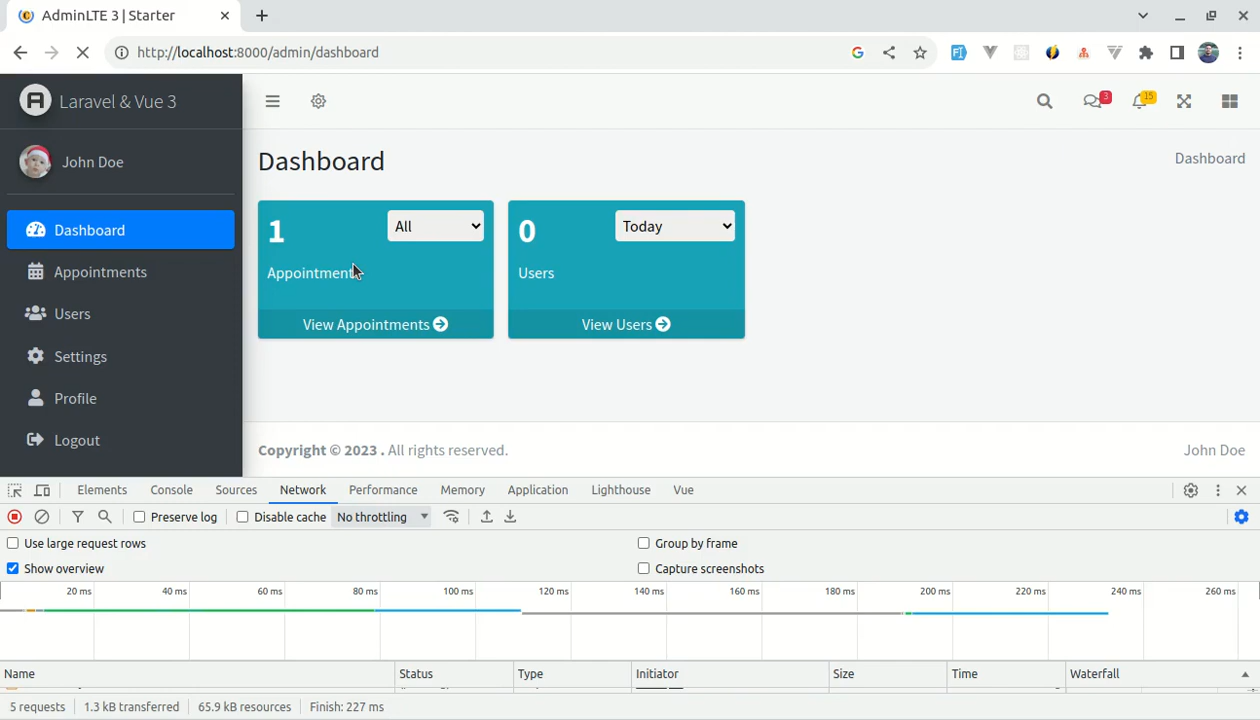 AdminLTE 3 | Starter
http://localhost:8000/admin/dashboard
Laravel & Vue 3
3
15
John Doe
Dashboard
Dashboard
Dashboard
Appointments
Users
Settings
Profile
Logout
1
All
Appointments
View Appointments
0
Today
Users
View Users
Copyright © 2023 . All rights reserved.
John Doe
Elements
Console
Sources
Network
Performance
Memory
Application
Lighthouse
Vue
Preserve log
Disable cache
No throttling
Use large request rows
Group by frame
Show overview
Capture screenshots
20 ms
40 ms
60 ms
80 ms
100 ms
120 ms
140 ms
160 ms
180 ms
200 ms
220 ms
240 ms
260 ms
Name
Status
Type
Initiator
Size
Time
Waterfall
5 requests
1.3 kB transferred
65.9 kB resources
Finish: 227 ms